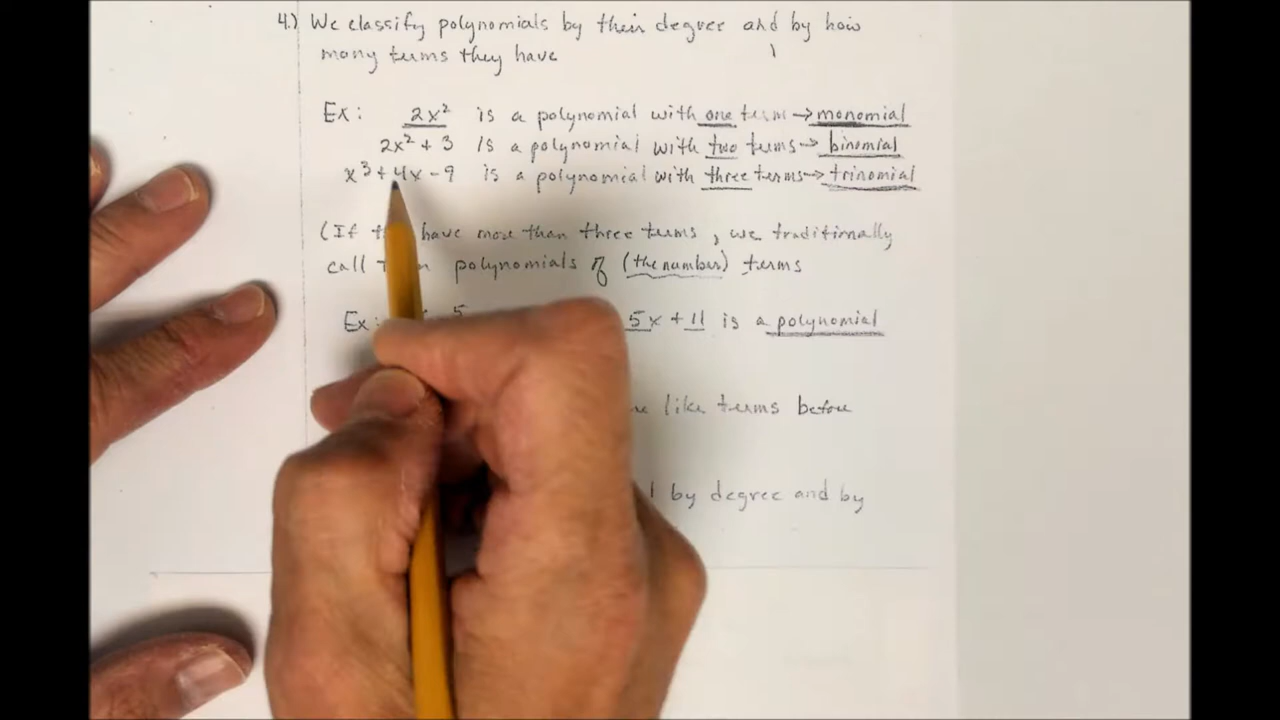 4.) We classify polynomials by their degree and by how
many terms they have
Ex: 2x² is a polynomial with one term → monomial
2x² + 3 is a polynomial with two terms → binomial
x³ + 4x - 9 is a polynomial with three terms → trinomial
(If have more than three terms, we traditionally
call polynomials of (the number) terms
Ex: 5x + 11 is a polynomial
like terms before
by degree and by